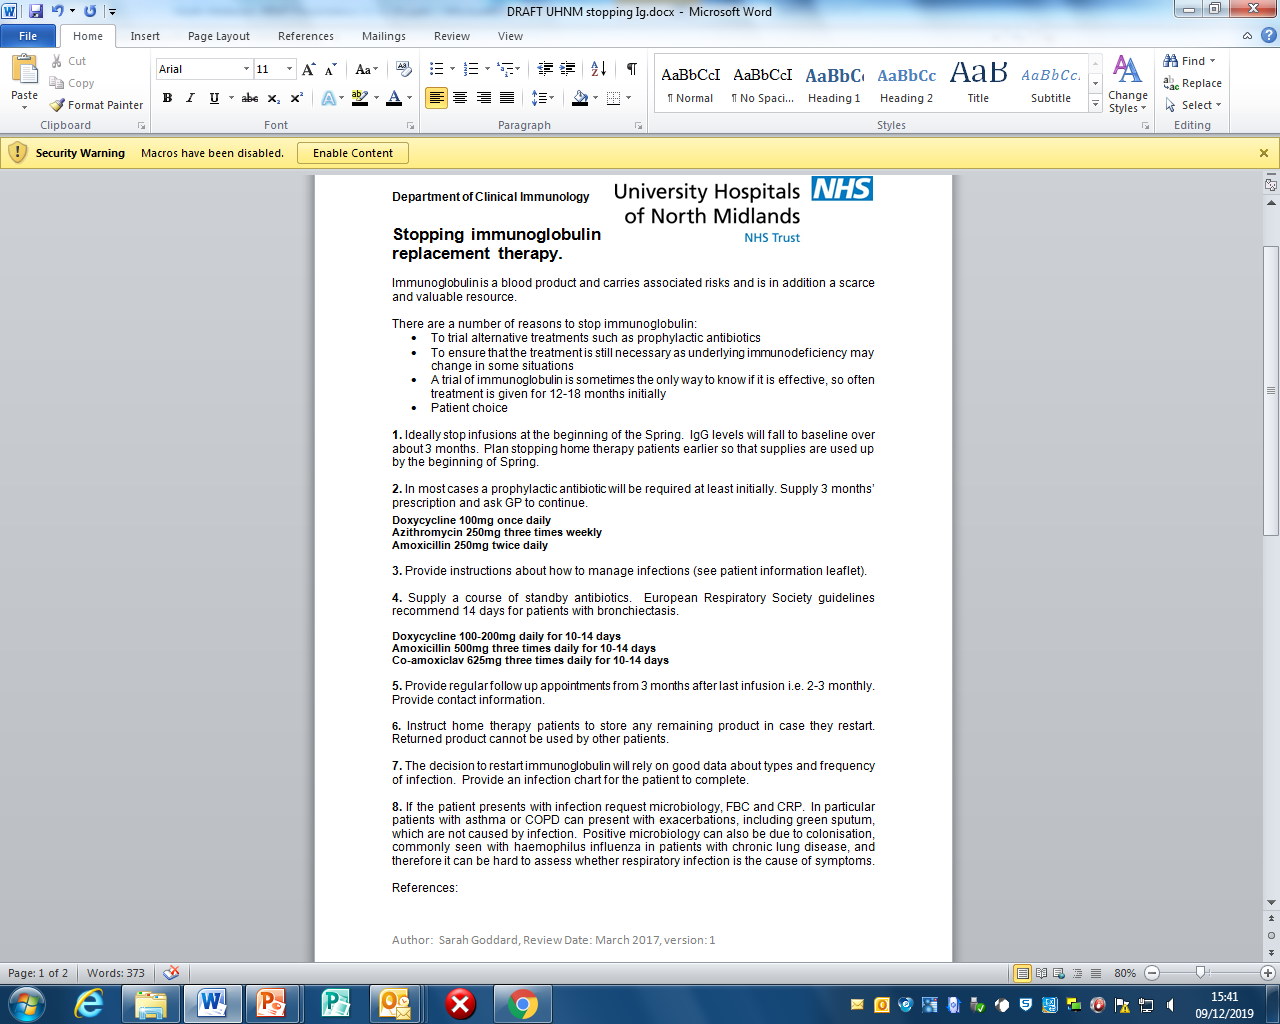 DRAFT UHNM stopping Ig.docx - Microsoft Word
File Home Insert Page Layout References Mailings Review View
Paste
Cut
Copy
Format Painter
Clipboard
Arial 11
Font
Paragraph
AaBbCcI AaBbCcI AaBbCc AaBbCc AaB AaBbCcI
¶ Normal ¶ No Spaci... Heading 1 Heading 2 Title Subtitle
Styles
Change
Styles
Find
Replace
Select
Editing
Security Warning Macros have been disabled. Enable Content
Department of Clinical Immunology
University Hospitals NHS
of North Midlands
NHS Trust
Stopping immunoglobulin
replacement therapy.
Immunoglobulin is a blood product and carries associated risks and is in addition a scarce
and valuable resource.
There are a number of reasons to stop immunoglobulin:
• To trial alternative treatments such as prophylactic antibiotics
• To ensure that the treatment is still necessary as underlying immunodeficiency may
change in some situations
• A trial of immunoglobulin is sometimes the only way to know if it is effective, so often
treatment is given for 12-18 months initially
• Patient choice
1. Ideally stop infusions at the beginning of the Spring. IgG levels will fall to baseline over
about 3 months. Plan stopping home therapy patients earlier so that supplies are used up
by the beginning of Spring.
2. In most cases a prophylactic antibiotic will be required at least initially. Supply 3 months’
prescription and ask GP to continue.
Doxycycline 100mg once daily
Azithromycin 250mg three times weekly
Amoxicillin 250mg twice daily
3. Provide instructions about how to manage infections (see patient information leaflet).
4. Supply a course of standby antibiotics. European Respiratory Society guidelines
recommend 14 days for patients with bronchiectasis.
Doxycycline 100-200mg daily for 10-14 days
Amoxicillin 500mg three times daily for 10-14 days
Co-amoxiclav 625mg three times daily for 10-14 days
5. Provide regular follow up appointments from 3 months after last infusion i.e. 2-3 monthly.
Provide contact information.
6. Instruct home therapy patients to store any remaining product in case they restart.
Returned product cannot be used by other patients.
7. The decision to restart immunoglobulin will rely on good data about types and frequency
of infection. Provide an infection chart for the patient to complete.
8. If the patient presents with infection request microbiology, FBC and CRP. In particular
patients with asthma or COPD can present with exacerbations, including green sputum,
which are not caused by infection. Positive microbiology can also be due to colonisation,
commonly seen with haemophilus influenza in patients with chronic lung disease, and
therefore it can be hard to assess whether respiratory infection is the cause of symptoms.
References:
Author: Sarah Goddard, Review Date: March 2017, version: 1
Page: 1 of 2 Words: 373 80%
15:41
09/12/2019